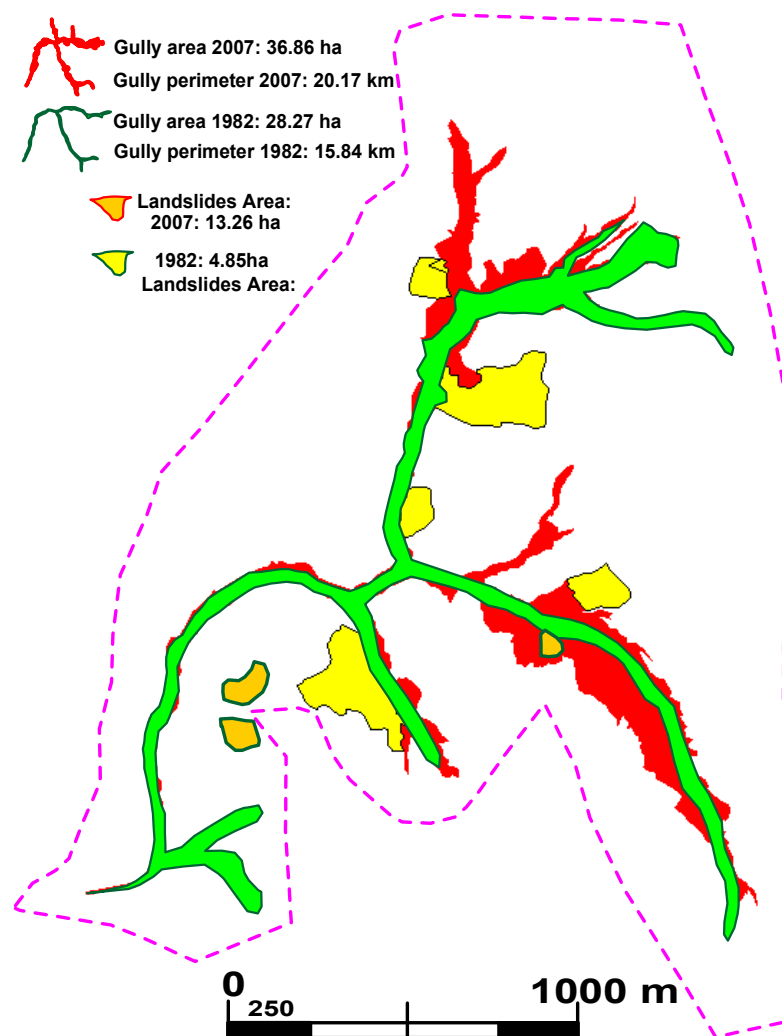 Gully area 2007: 36.86 ha
Gully perimeter 2007: 20.17 km
Gully area 1982: 28.27 ha
Gully perimeter 1982: 15.84 km
Landslides Area:
2007: 13.26 ha
1982: 4.85ha
Landslides Area:
0
1000 m
250